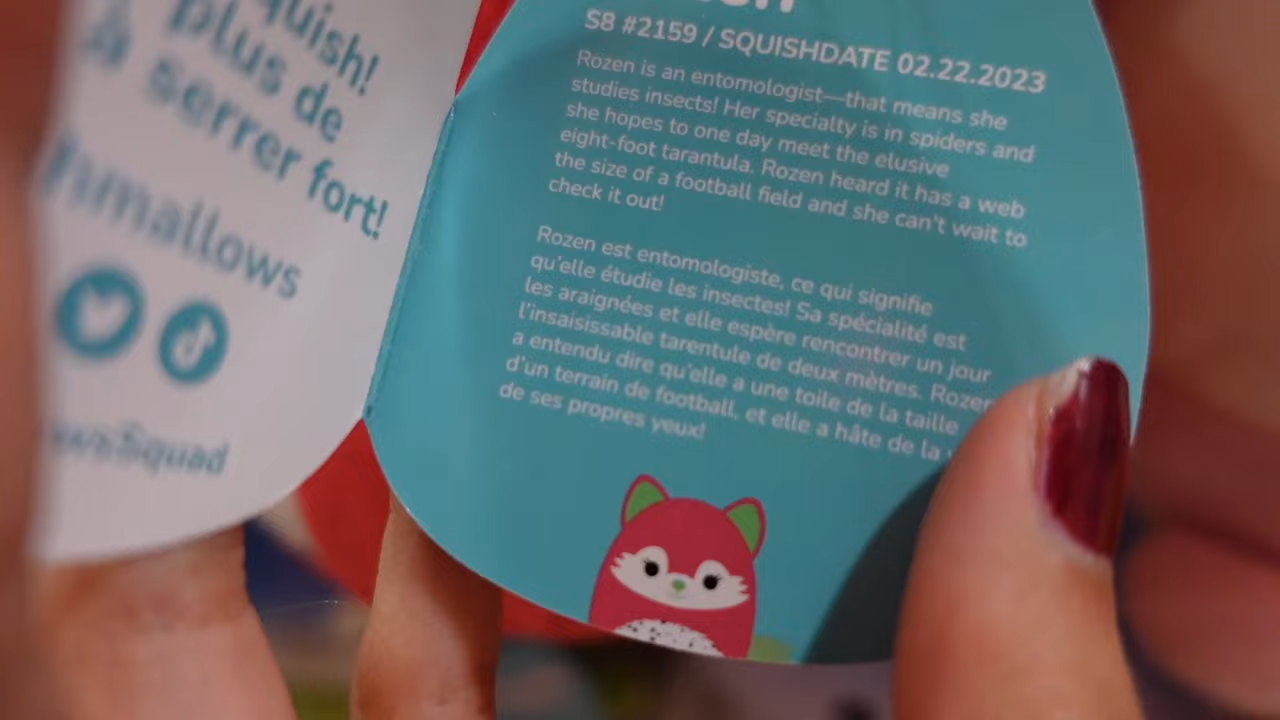 quish!
plus de
à serrer fort!
mallows
Squad
S8 #2159 / SQUISHDATE 02.22.2023
Rozen is an entomologist—that means she
studies insects! Her specialty is in spiders and
she hopes to one day meet the elusive
eight-foot tarantula. Rozen heard it has a web
the size of a football field and she can't wait to
check it out!
Rozen est entomologiste, ce qui signifie
qu'elle étudie les insectes! Sa spécialité est
les araignées et elle espère rencontrer un jour
l'insaisissable tarentule de deux mètres. Rozen
a entendu dire qu'elle a une toile de la taille
d'un terrain de football, et elle a hâte de la
de ses propres yeux!